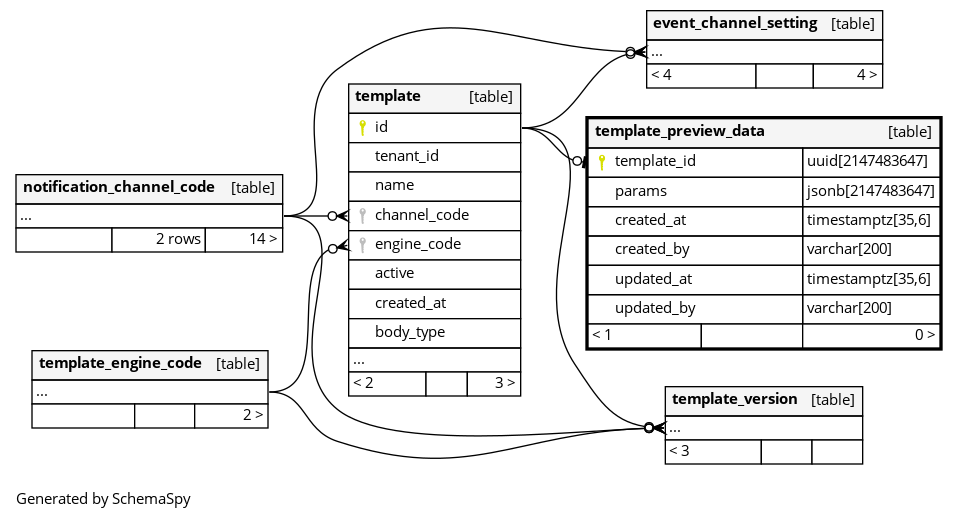 event_channel_setting [table]
...
< 4 4 >
template [table]
id
tenant_id
name
channel_code
engine_code
active
created_at
body_type
...
< 2 3 >
template_preview_data [table]
template_id uuid[2147483647]
params jsonb[2147483647]
created_at timestamptz[35,6]
created_by varchar[200]
updated_at timestamptz[35,6]
updated_by varchar[200]
< 1 0 >
notification_channel_code [table]
...
2 rows 14 >
template_engine_code [table]
...
2 >
template_version [table]
...
< 3
Generated by SchemaSpy